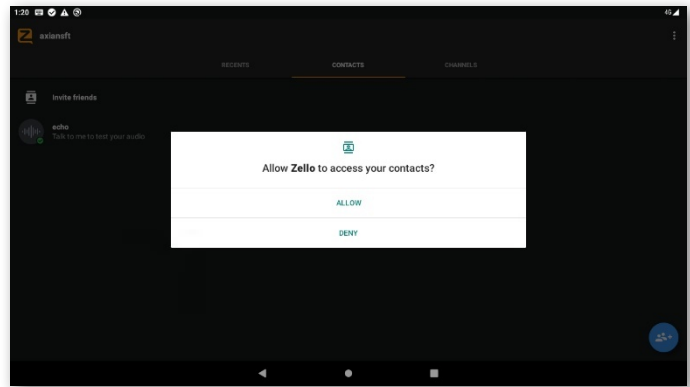 1:20
4G
axiansft
RECENTS
CONTACTS
CHANNELS
Invite friends
echo
Talk to me to test your audio
Allow Zello to access your contacts?
ALLOW
DENY